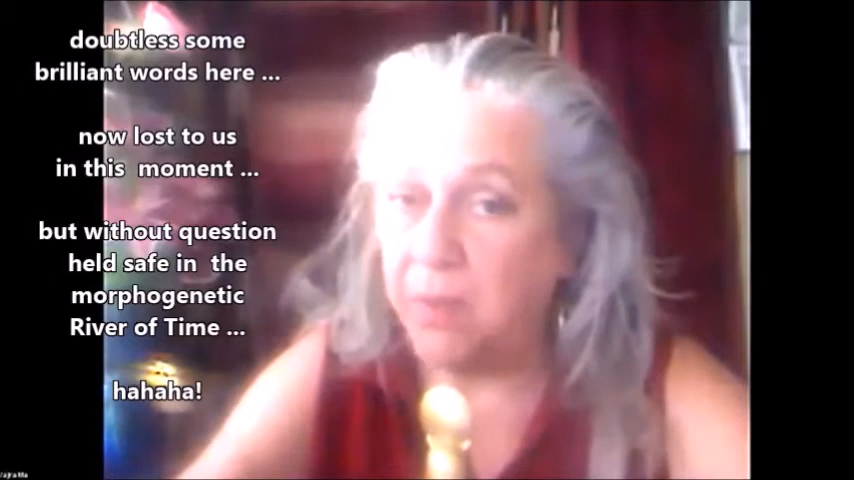 doubtless some
brilliant words here ...
now lost to us
in this  moment ...
but without question
held safe in  the
morphogenetic
River of Time ...
hahaha!